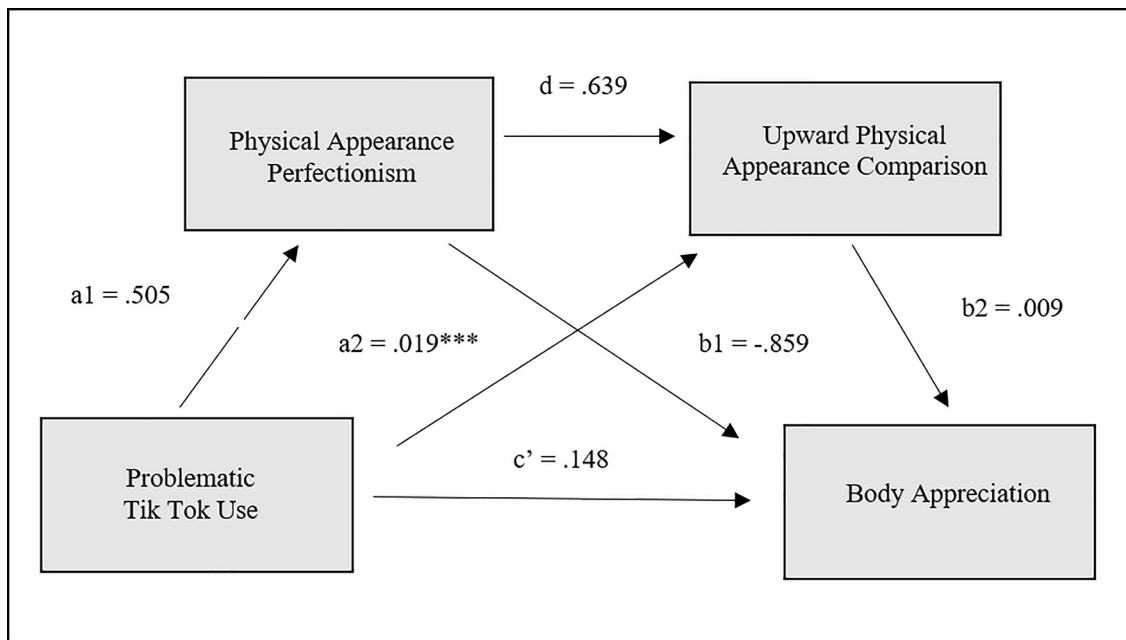 d = .639
Physical Appearance
Perfectionism
Upward Physical
Appearance Comparison
a1 = .505
a2 = .019***
b1 = -.859
b2 = .009
Problematic
Tik Tok Use
c’ = .148
Body Appreciation